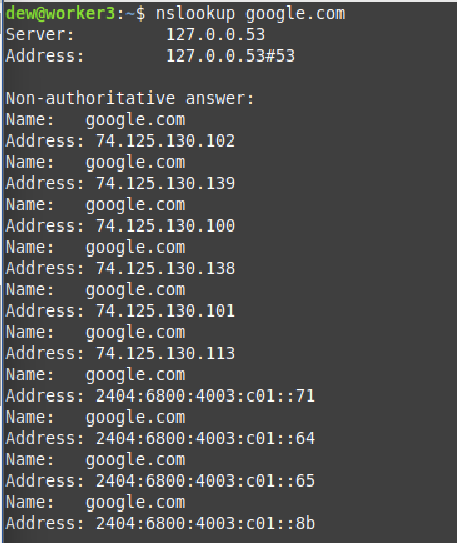 dew@worker3:~$ nslookup google.com
Server:         127.0.0.53
Address:        127.0.0.53#53

Non-authoritative answer:
Name:   google.com
Address: 74.125.130.102
Name:   google.com
Address: 74.125.130.139
Name:   google.com
Address: 74.125.130.100
Name:   google.com
Address: 74.125.130.138
Name:   google.com
Address: 74.125.130.101
Name:   google.com
Address: 74.125.130.113
Name:   google.com
Address: 2404:6800:4003:c01::71
Name:   google.com
Address: 2404:6800:4003:c01::64
Name:   google.com
Address: 2404:6800:4003:c01::65
Name:   google.com
Address: 2404:6800:4003:c01::8b